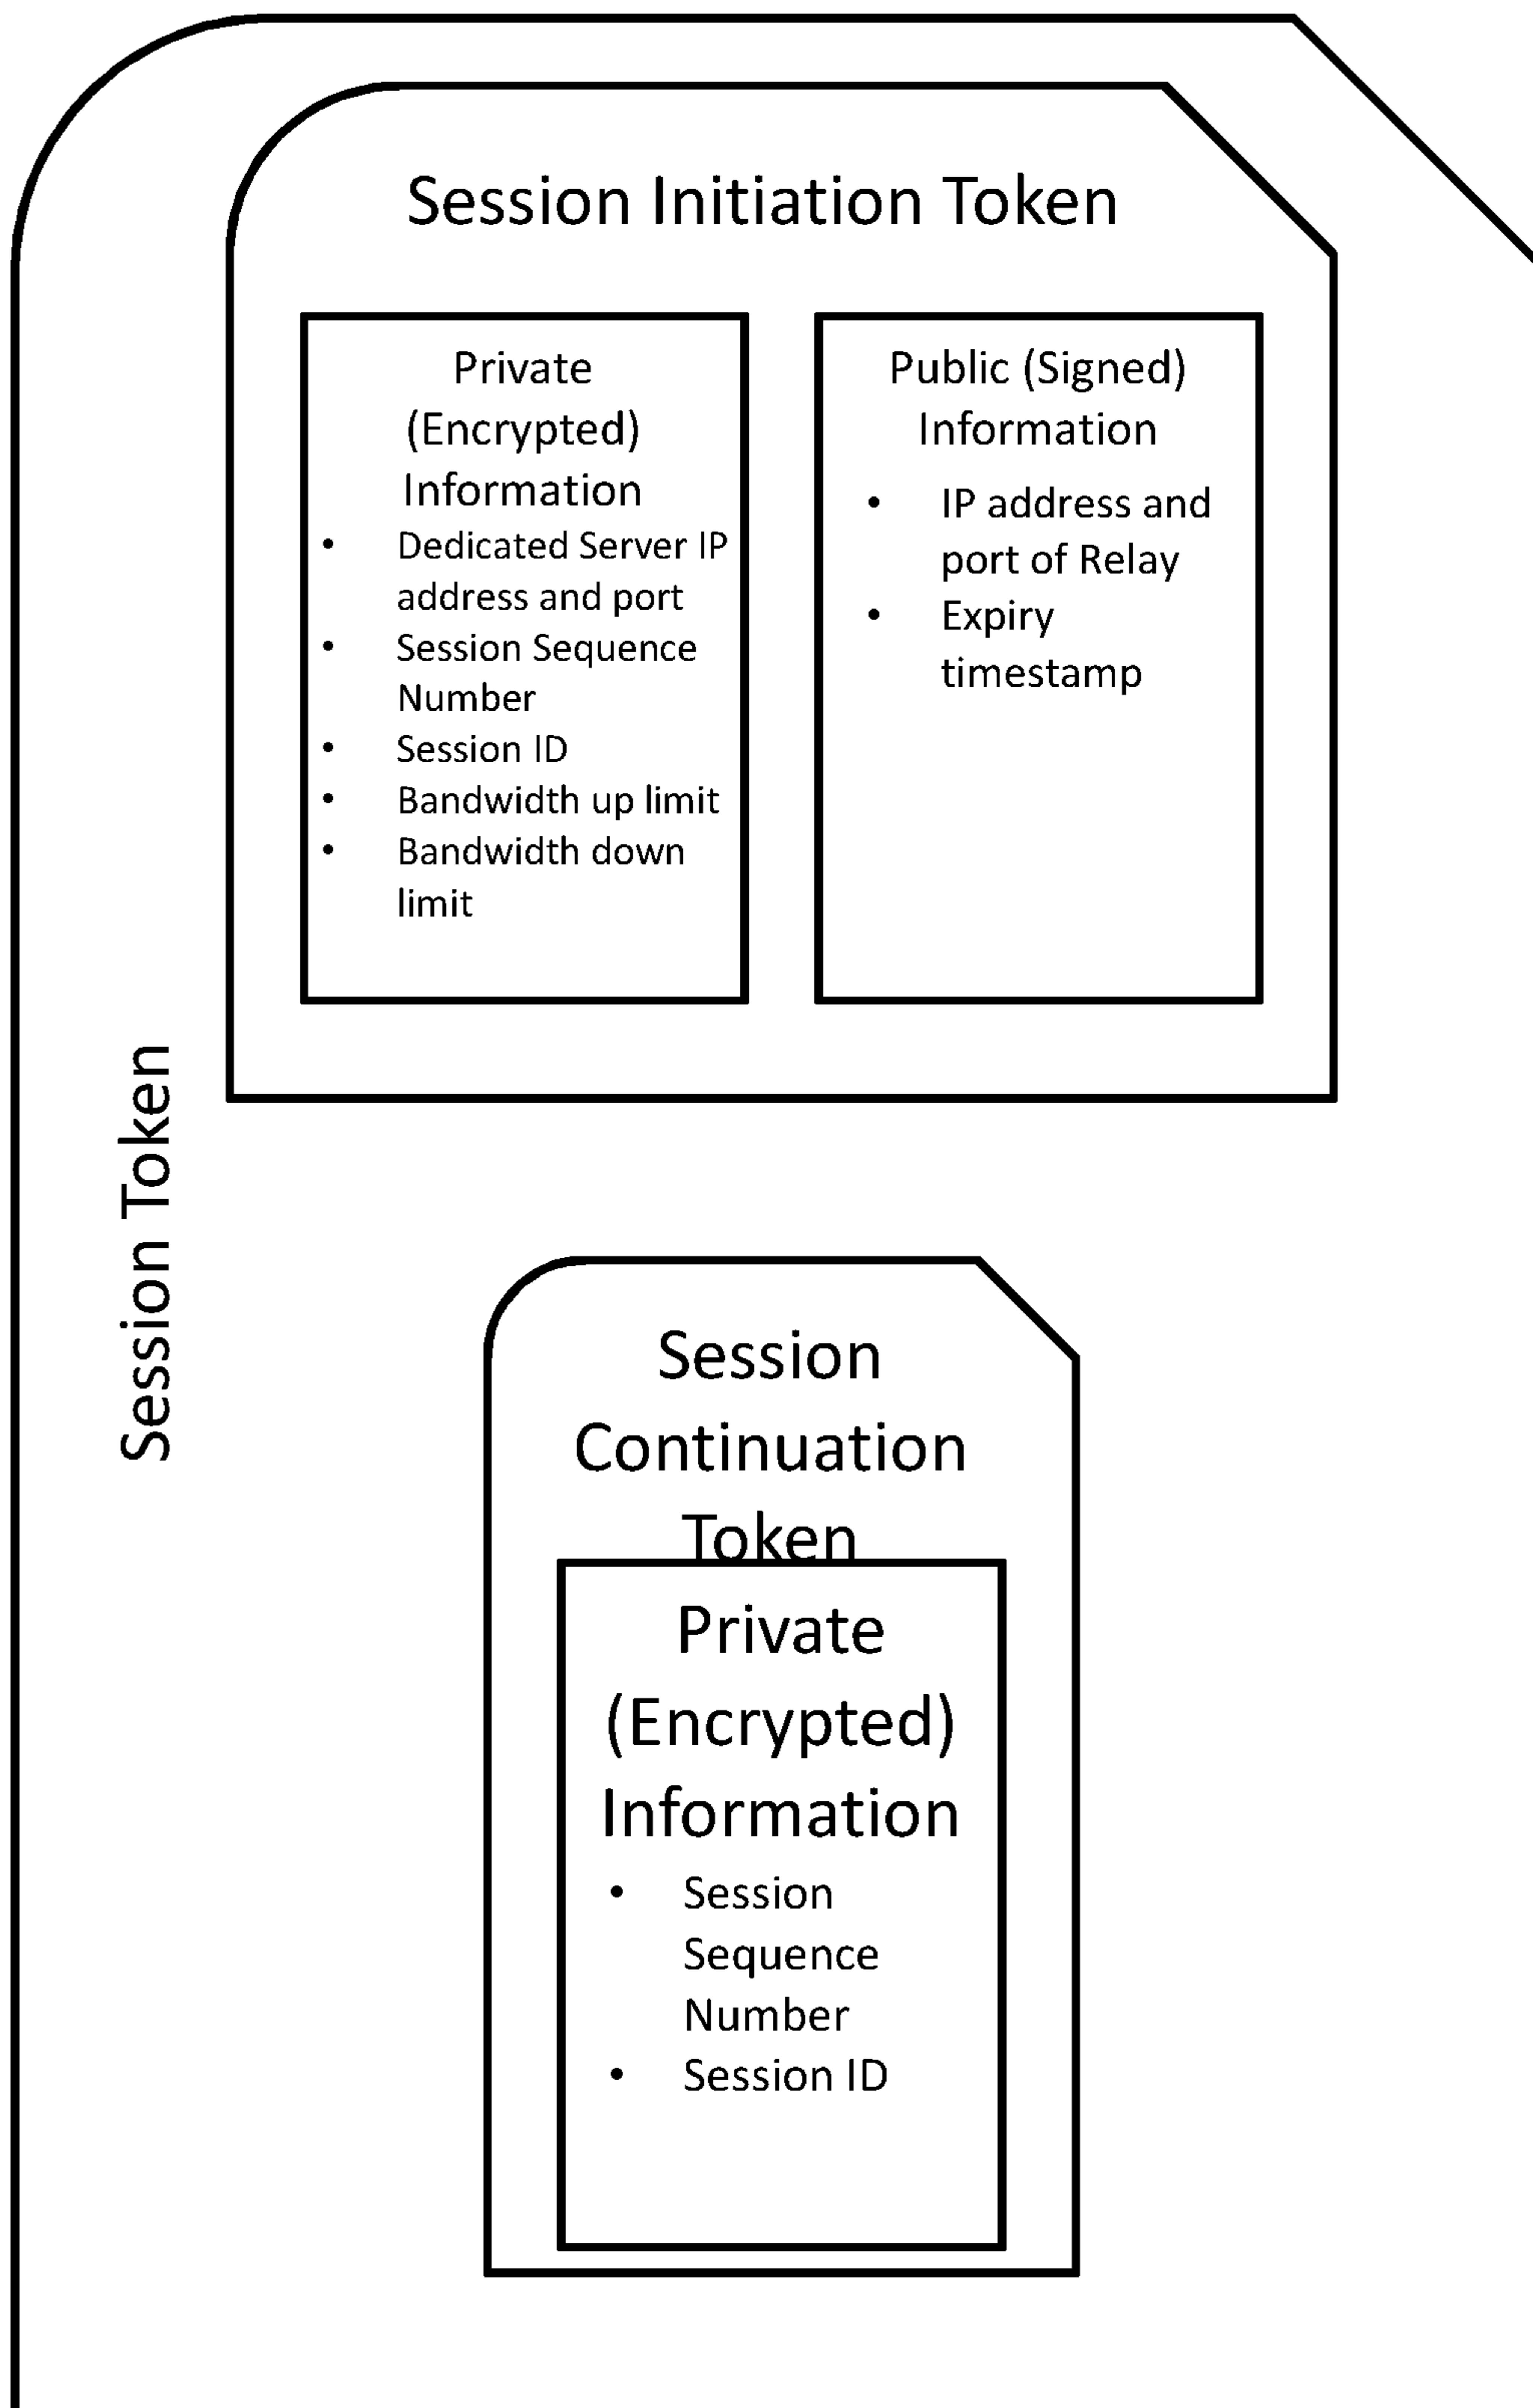 Session Initiation Token
Private
(Encrypted)
Information
• Dedicated Server IP
address and port
• Session Sequence
Number
• Session ID
• Bandwidth up limit
• Bandwidth down
limit
Public (Signed)
Information
• IP address and
port of Relay
• Expiry
timestamp
Session Token
Session
Continuation
Token
Private
(Encrypted)
Information
• Session
Sequence
Number
• Session ID